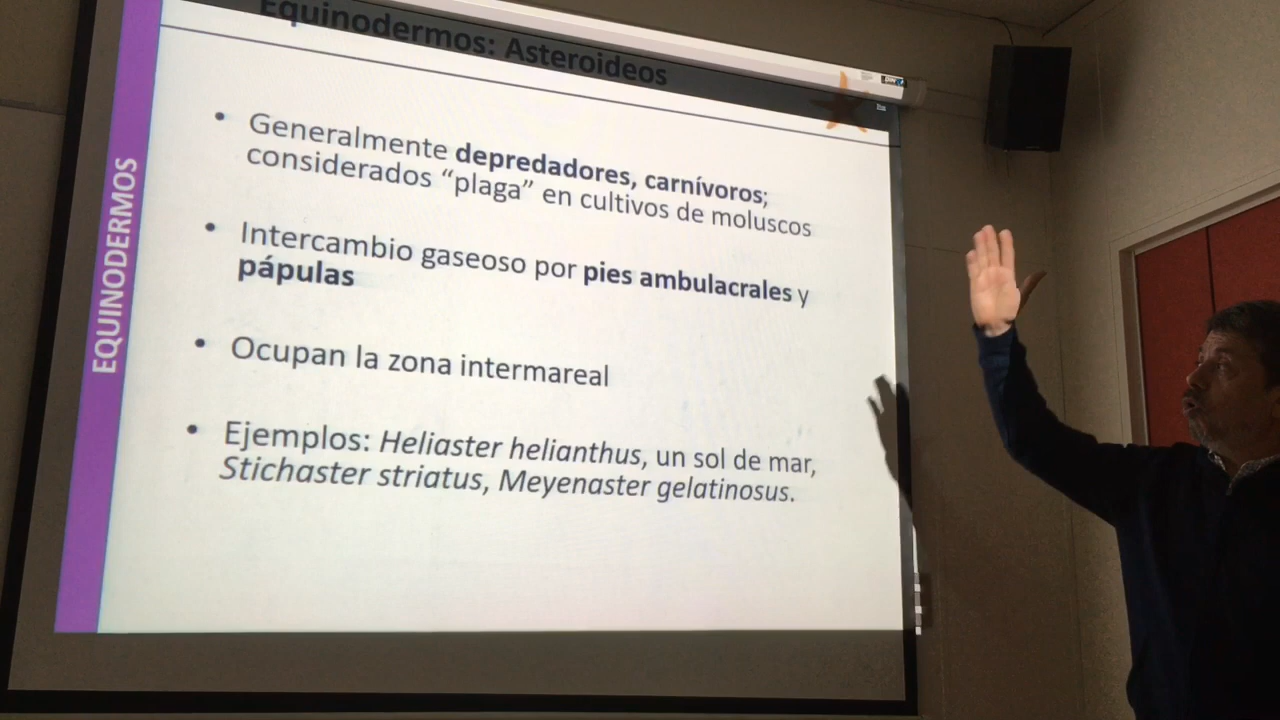 Equinodermos: Asteroideos
EQUINODERMOS
• Generalmente depredadores, carnívoros;
considerados “plaga” en cultivos de moluscos
• Intercambio gaseoso por pies ambulacrales y
pápulas
• Ocupan la zona intermareal
• Ejemplos: Heliaster helianthus, un sol de mar,
Stichaster striatus, Meyenaster gelatinosus.